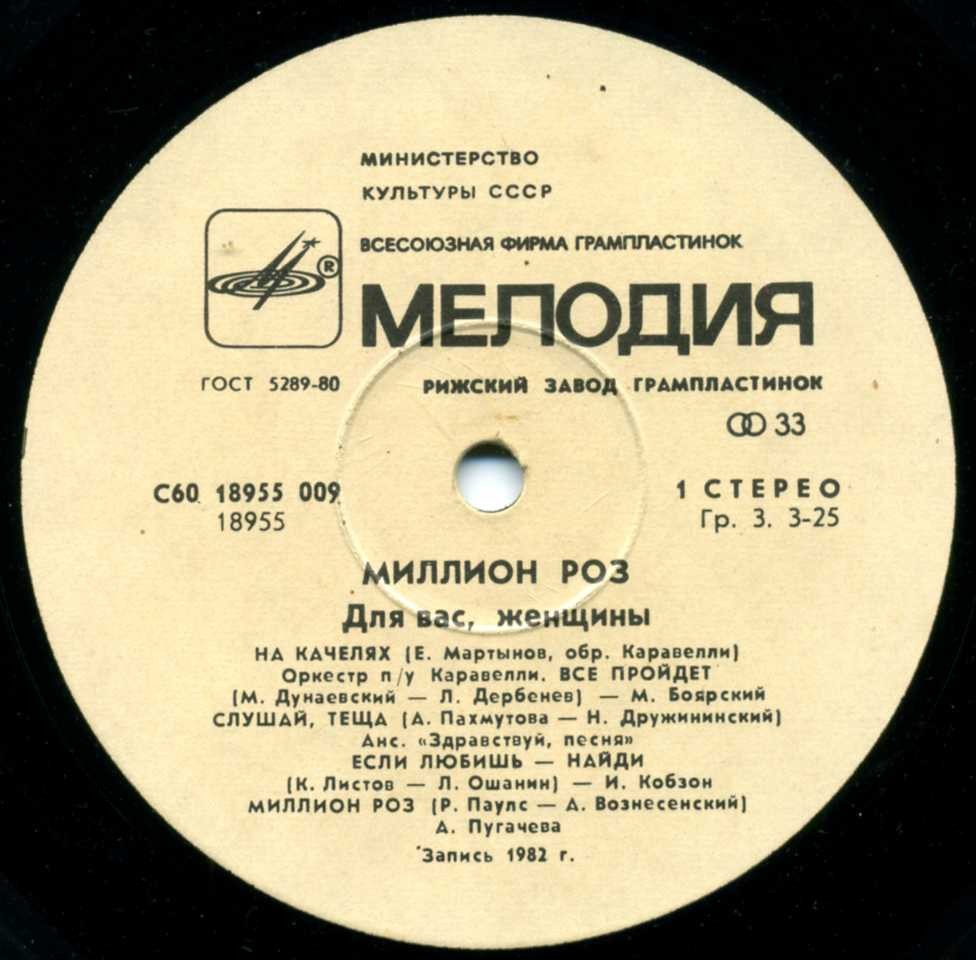 МИНИСТЕРСТВО
КУЛЬТУРЫ СССР
ВСЕСОЮЗНАЯ ФИРМА ГРАМПЛАСТИНОК
®
МЕЛОДИЯ
ГОСТ 5289-80
РИЖСКИЙ ЗАВОД ГРАМПЛАСТИНОК
33
С60 18955 009
1 СТЕРЕО
18955
Гр. 3. 3-25
МИЛЛИОН РОЗ
Для вас, женщины
НА КАЧЕЛЯХ (Е. Мартынов, обр. Каравелли)
Оркестр п/у Каравелли. ВСЕ ПРОЙДЕТ
(М. Дунаевский — Л. Дербенев) — М. Боярский
СЛУШАЙ, ТЕЩА (А. Пахмутова — Н. Дружининский)
Анс. «Здравствуй, песня»
ЕСЛИ ЛЮБИШЬ — НАЙДИ
(К. Листов — Л. Ошанин) — И. Кобзон
МИЛЛИОН РОЗ (Р. Паулс — А. Вознесенский)
А. Пугачева
Запись 1982 г.